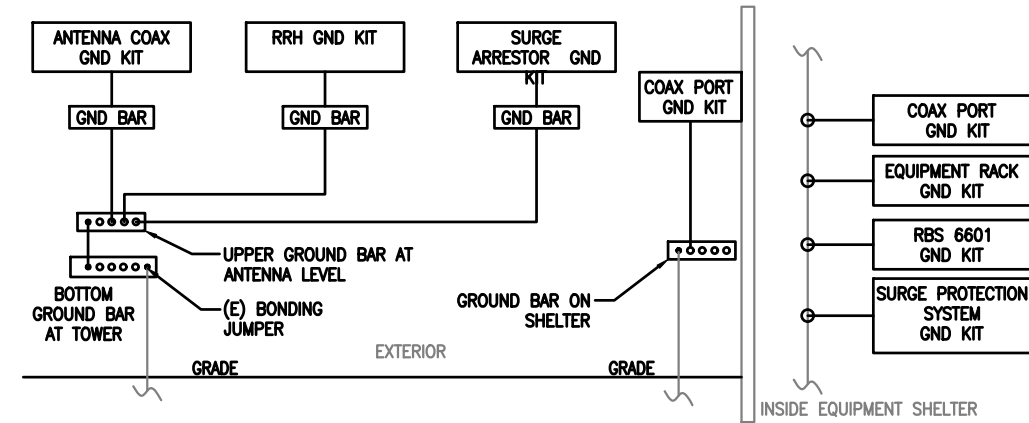 ANTENNA COAX
GND KIT
RRH GND KIT
SURGE
ARRESTOR GND
KIT
COAX PORT
GND KIT
GND BAR
GND BAR
GND BAR
COAX PORT
GND KIT
EQUIPMENT RACK
GND KIT
RBS 6601
GND KIT
SURGE PROTECTION
SYSTEM
GND KIT
UPPER GROUND BAR AT
ANTENNA LEVEL
BOTTOM
GROUND BAR
AT TOWER
(E) BONDING
JUMPER
GROUND BAR ON
SHELTER
EXTERIOR
GRADE
GRADE
INSIDE EQUIPMENT SHELTER